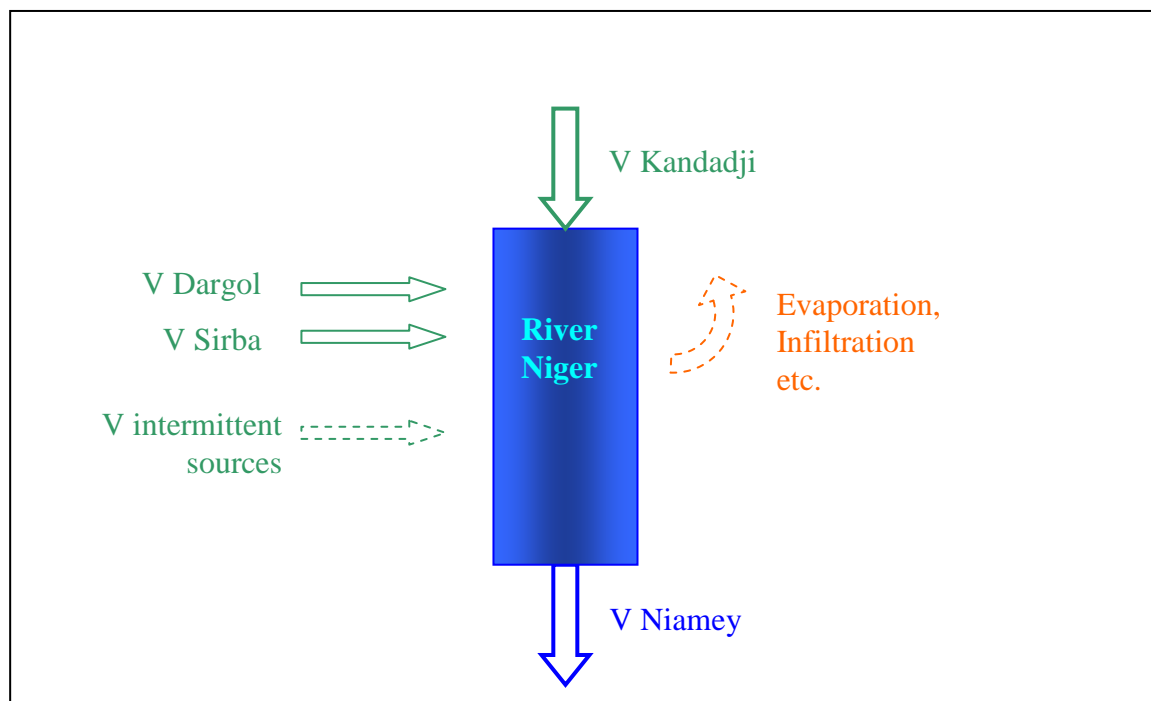 V Kandadji
V Dargol
V Sirba
River
Niger
Evaporation,
Infiltration
etc.
V intermittent
sources
V Niamey